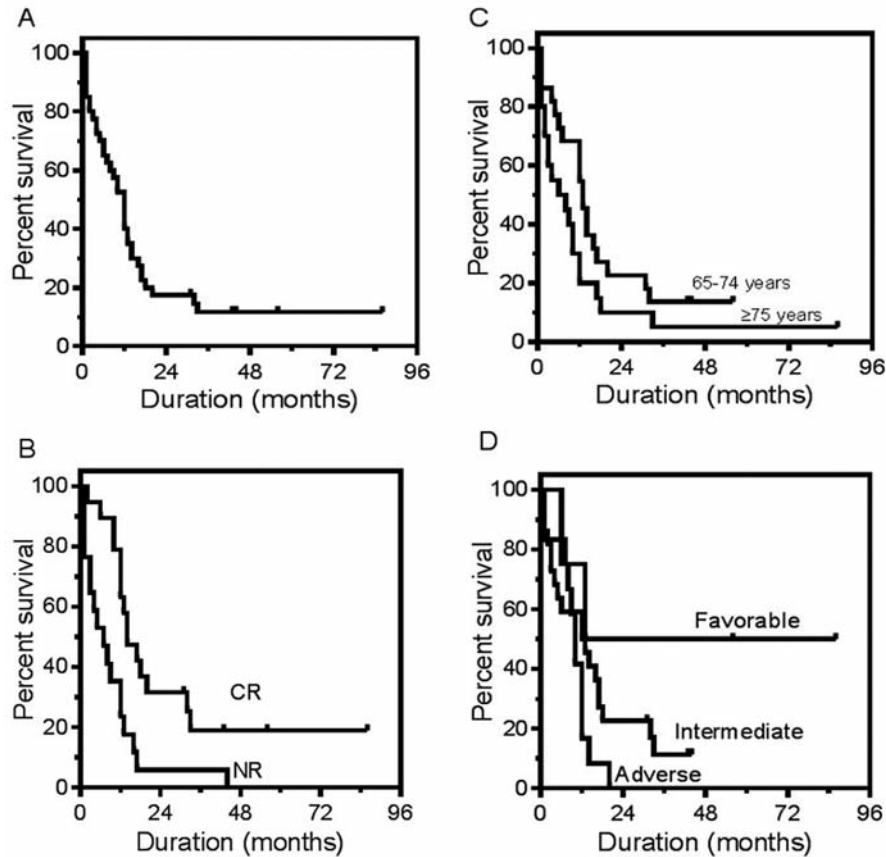 A
100
80
60
40
20
0
Percent survival
0 24 48 72 96
Duration (months)
B
100
80
60
40
20
0
Percent survival
CR
NR
0 24 48 72 96
Duration (months)
C
100
80
60
40
20
0
Percent survival
65-74 years
≥75 years
0 24 48 72 96
Duration (months)
D
100
80
60
40
20
0
Percent survival
Favorable
Intermediate
Adverse
0 24 48 72 96
Duration (months)